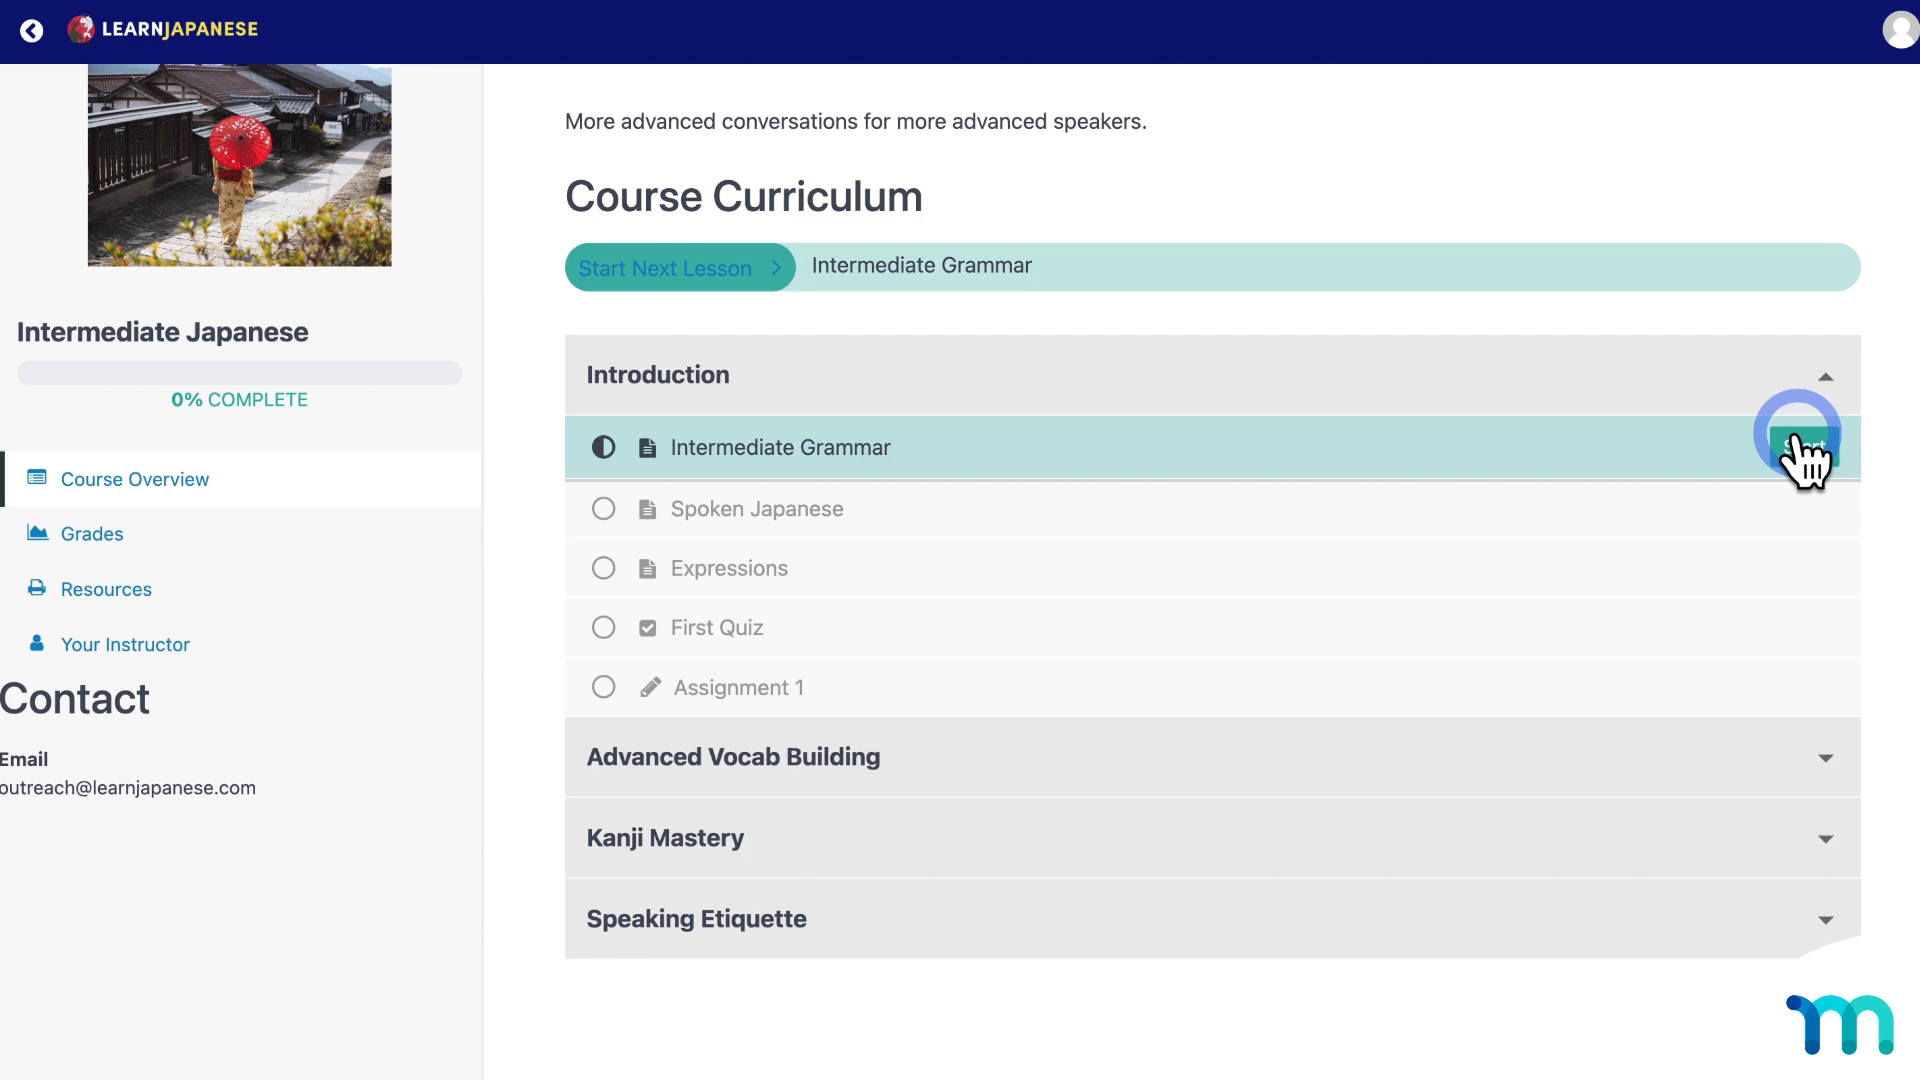 LEARNJAPANESE
More advanced conversations for more advanced speakers.
Course Curriculum
Start Next Lesson
Intermediate Grammar
Intermediate Japanese
0% COMPLETE
Course Overview
Grades
Resources
Your Instructor
Contact
Email
outreach@learnjapanese.com
Introduction
Intermediate Grammar
Spoken Japanese
Expressions
First Quiz
Assignment 1
Advanced Vocab Building
Kanji Mastery
Speaking Etiquette